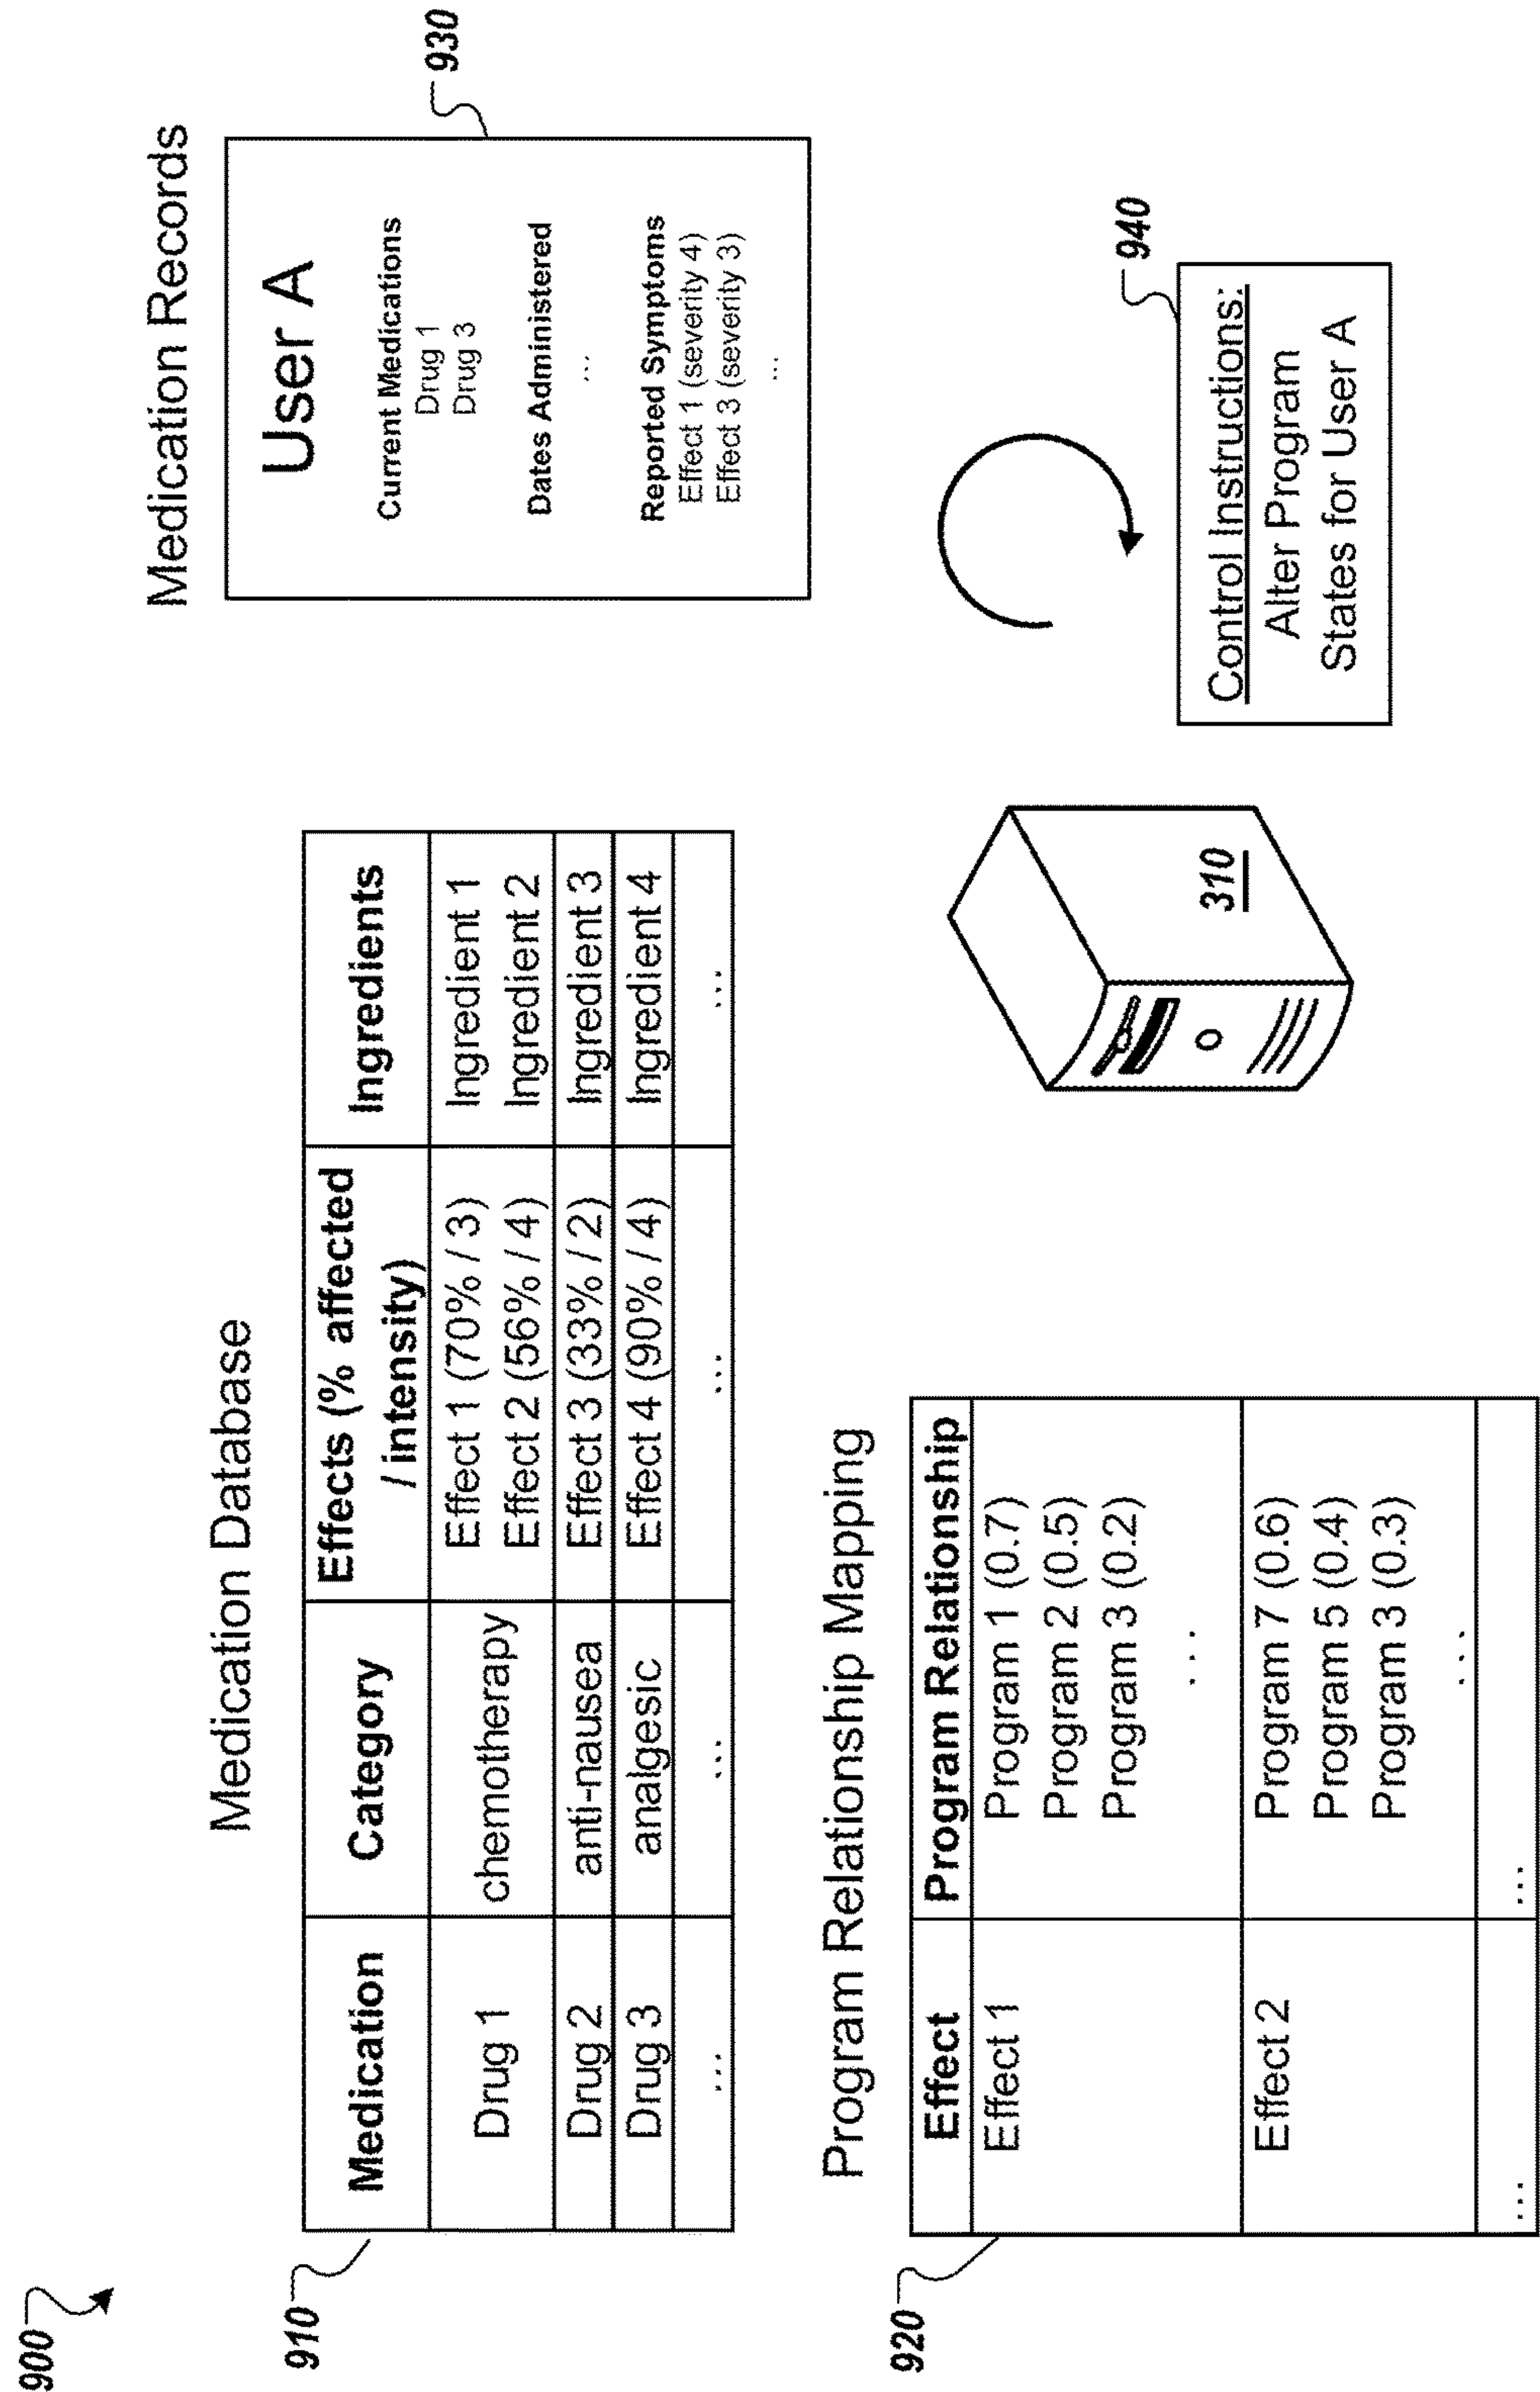 900
Medication Database
910
Medication Category Effects (% affected / intensity) Ingredients
Drug 1 chemotherapy Effect 1 (70% / 3) Ingredient 1
Effect 2 (56% / 4) Ingredient 2
Drug 2 anti-nausea Effect 3 (33% / 2) Ingredient 3
Drug 3 analgesic Effect 4 (90% / 4) Ingredient 4
... ... ... ...
Medication Records
User A
Current Medications
Drug 1
Drug 3
Dates Administered
...
Reported Symptoms
Effect 1 (severity 4)
Effect 3 (severity 3)
...
930
Program Relationship Mapping
920
Effect Program Relationship
Effect 1 Program 1 (0.7)
Program 2 (0.5)
Program 3 (0.2)
...
Effect 2 Program 7 (0.6)
Program 5 (0.4)
Program 3 (0.3)
...
... ...
310
940
Control Instructions:
Alter Program
States for User A